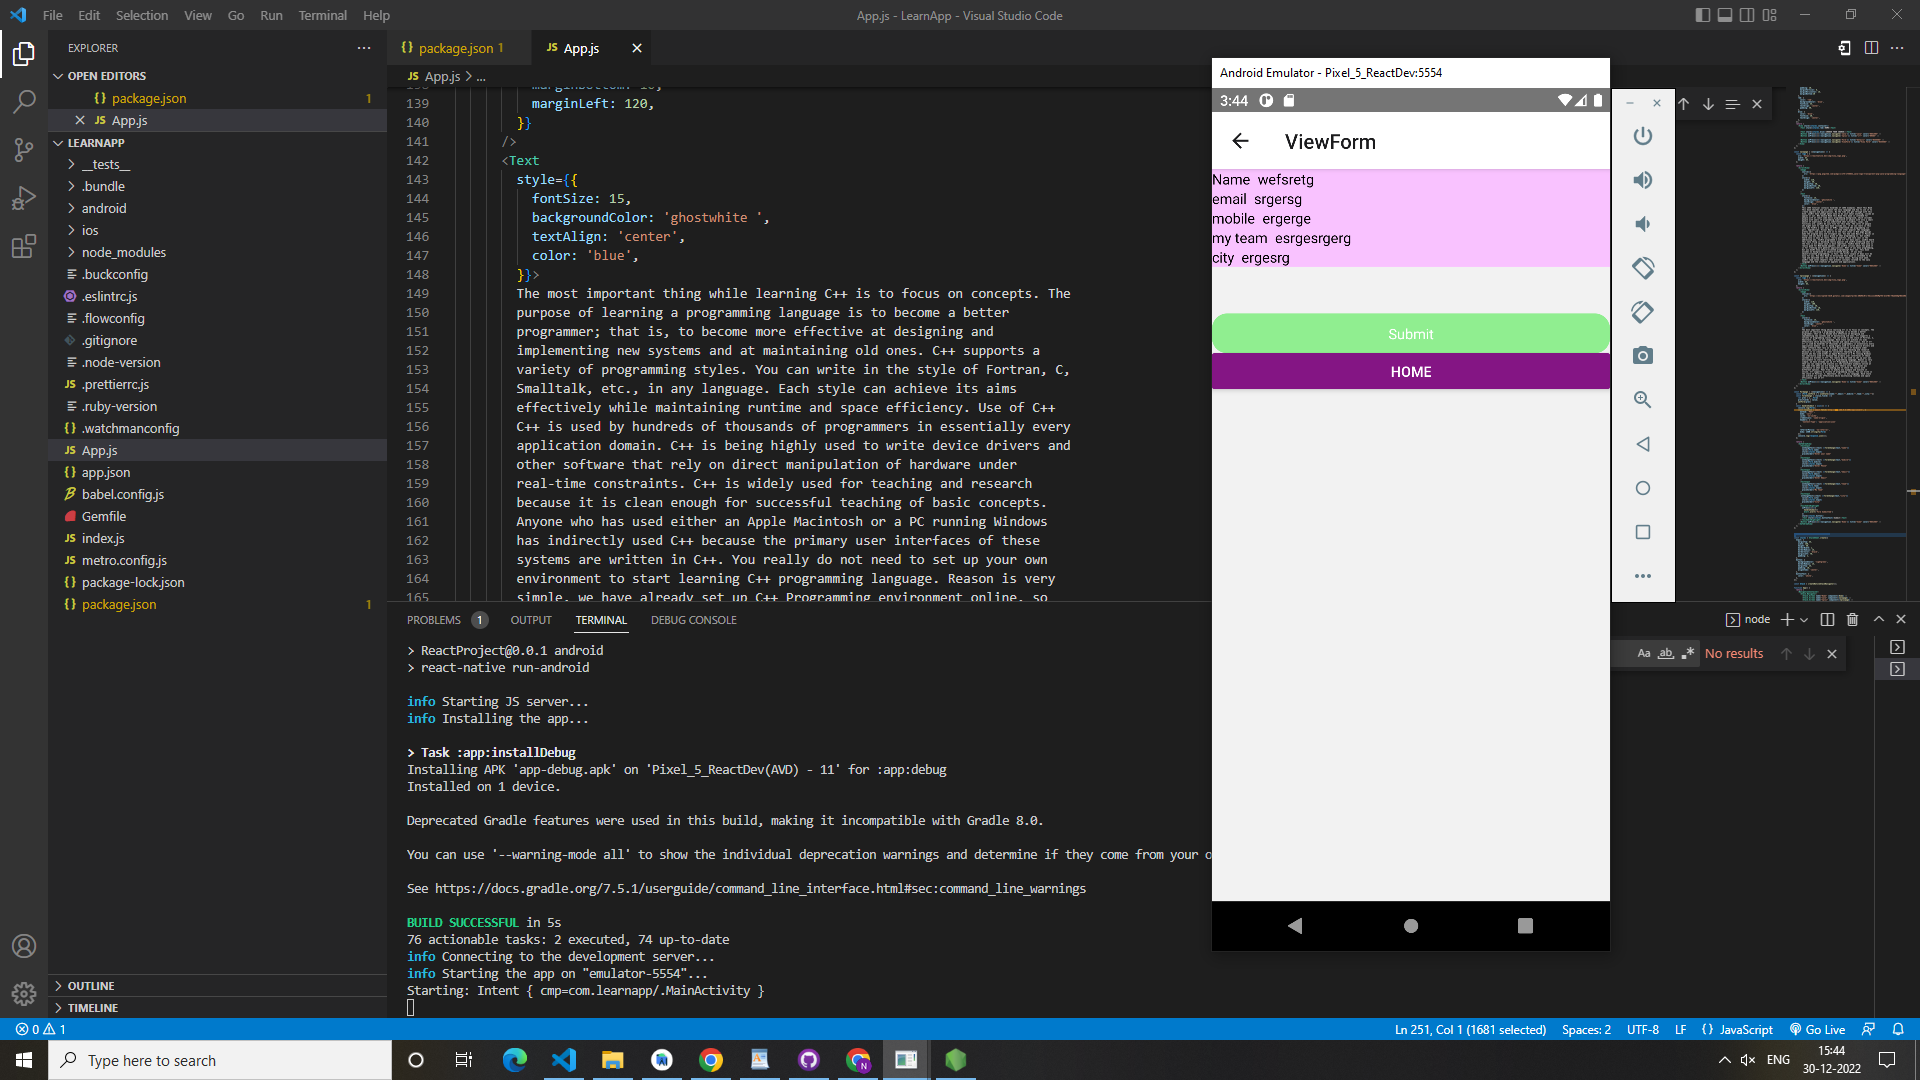 File Edit Selection View Go Run Terminal Help
App.js - LearnApp - Visual Studio Code
EXPLORER
OPEN EDITORS
package.json 1
App.js
LEARNAPP
__tests__
.bundle
android
ios
node_modules
.buckconfig
.eslintrc.js
.flowconfig
.gitignore
.node-version
.prettierrc.js
.ruby-version
.watchmanconfig
App.js
app.json
babel.config.js
Gemfile
index.js
metro.config.js
package-lock.json
package.json 1
OUTLINE
TIMELINE
package.json 1
JS App.js
JS App.js > ...
139 marginLeft: 120,
140 }}
141 />
142 <Text
143 style={{
144 fontSize: 15,
145 backgroundColor: 'ghostwhite ',
146 textAlign: 'center',
147 color: 'blue',
148 }}>
149 The most important thing while learning C++ is to focus on concepts. The
150 purpose of learning a programming language is to become a better
151 programmer; that is, to become more effective at designing and
152 implementing new systems and at maintaining old ones. C++ supports a
153 variety of programming styles. You can write in the style of Fortran, C,
154 Smalltalk, etc., in any language. Each style can achieve its aims
155 effectively while maintaining runtime and space efficiency. Use of C++
156 C++ is used by hundreds of thousands of programmers in essentially every
157 application domain. C++ is being highly used to write device drivers and
158 other software that rely on direct manipulation of hardware under
159 real-time constraints. C++ is widely used for teaching and research
160 because it is clean enough for successful teaching of basic concepts.
161 Anyone who has used either an Apple Macintosh or a PC running Windows
162 has indirectly used C++ because the primary user interfaces of these
163 systems are written in C++. You really do not need to set up your own
164 environment to start learning C++ programming language. Reason is very
165 simple, we have already set up C++ Programming environment online, so
PROBLEMS 1 OUTPUT TERMINAL DEBUG CONSOLE
node
Aa ab No results
> ReactProject@0.0.1 android
> react-native run-android
info Starting JS server...
info Installing the app...
> Task :app:installDebug
Installing APK 'app-debug.apk' on 'Pixel_5_ReactDev(AVD) - 11' for :app:debug
Installed on 1 device.
Deprecated Gradle features were used in this build, making it incompatible with Gradle 8.0.
You can use '--warning-mode all' to show the individual deprecation warnings and determine if they come from your o
See https://docs.gradle.org/7.5.1/userguide/command_line_interface.html#sec:command_line_warnings
BUILD SUCCESSFUL in 5s
76 actionable tasks: 2 executed, 74 up-to-date
info Connecting to the development server...
info Starting the app on "emulator-5554"...
Starting: Intent { cmp=com.learnapp/.MainActivity }
Android Emulator - Pixel_5_ReactDev:5554
3:44
ViewForm
Name wefsretg
email srgersg
mobile ergerge
my team esrgesrgerg
city ergesrg
Submit
HOME
0 1
Ln 251, Col 1 (1681 selected) Spaces: 2 UTF-8 LF {} JavaScript Go Live
Type here to search
ENG
15:44
30-12-2022